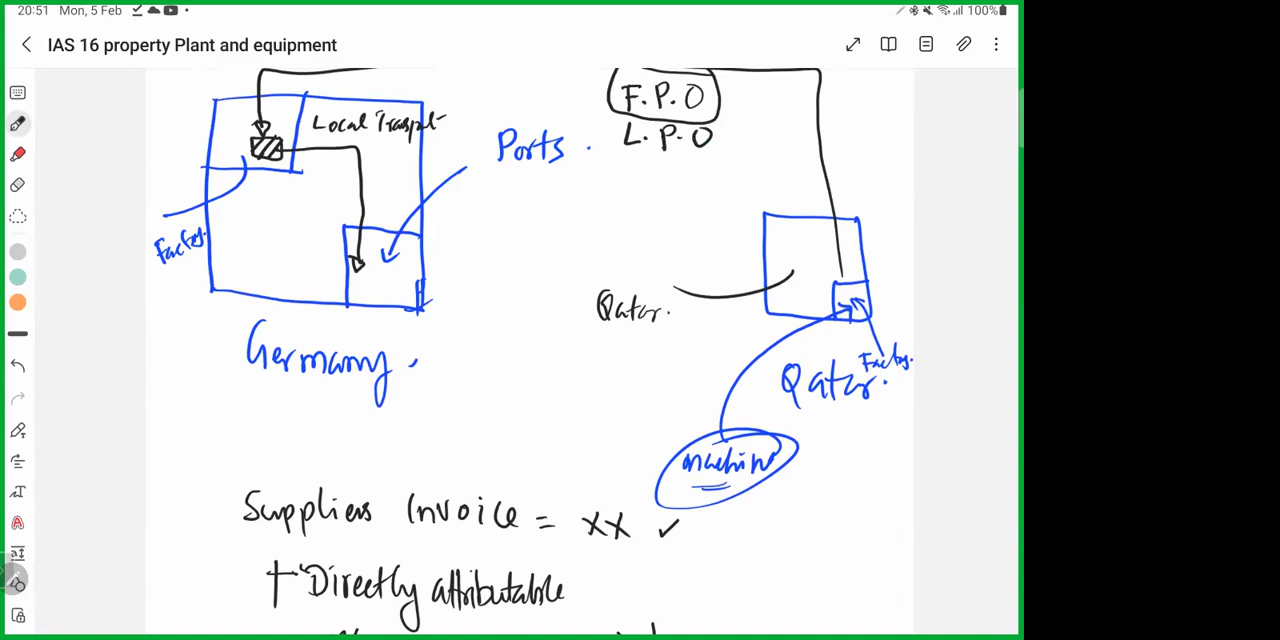 20:51 Mon, 5 Feb
100%
IAS 16 property Plant and equipment
F.P.O
L.P.O
Local Transpt
Ports.
Factory.
Qatar.
Germany.
Factory.
Qatar.
machine
Suppliers Invoice = xx ✓
+ Directly attributable